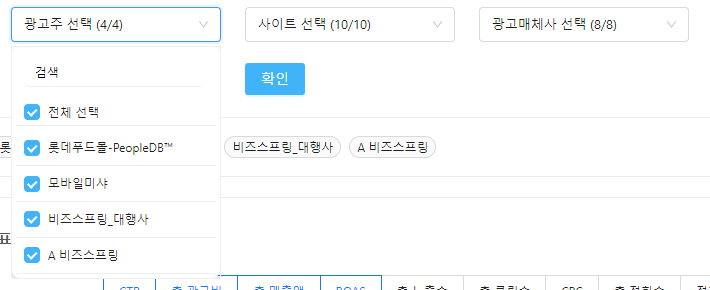 광고주 선택 (4/4) 사이트 선택 (10/10) 광고매체사 선택 (8/8)
검색
확인
전체 선택
롯데푸드몰-PeopleDB™ 비즈스프링_대행사 A 비즈스프링
모바일미샤
비즈스프링_대행사
A 비즈스프링